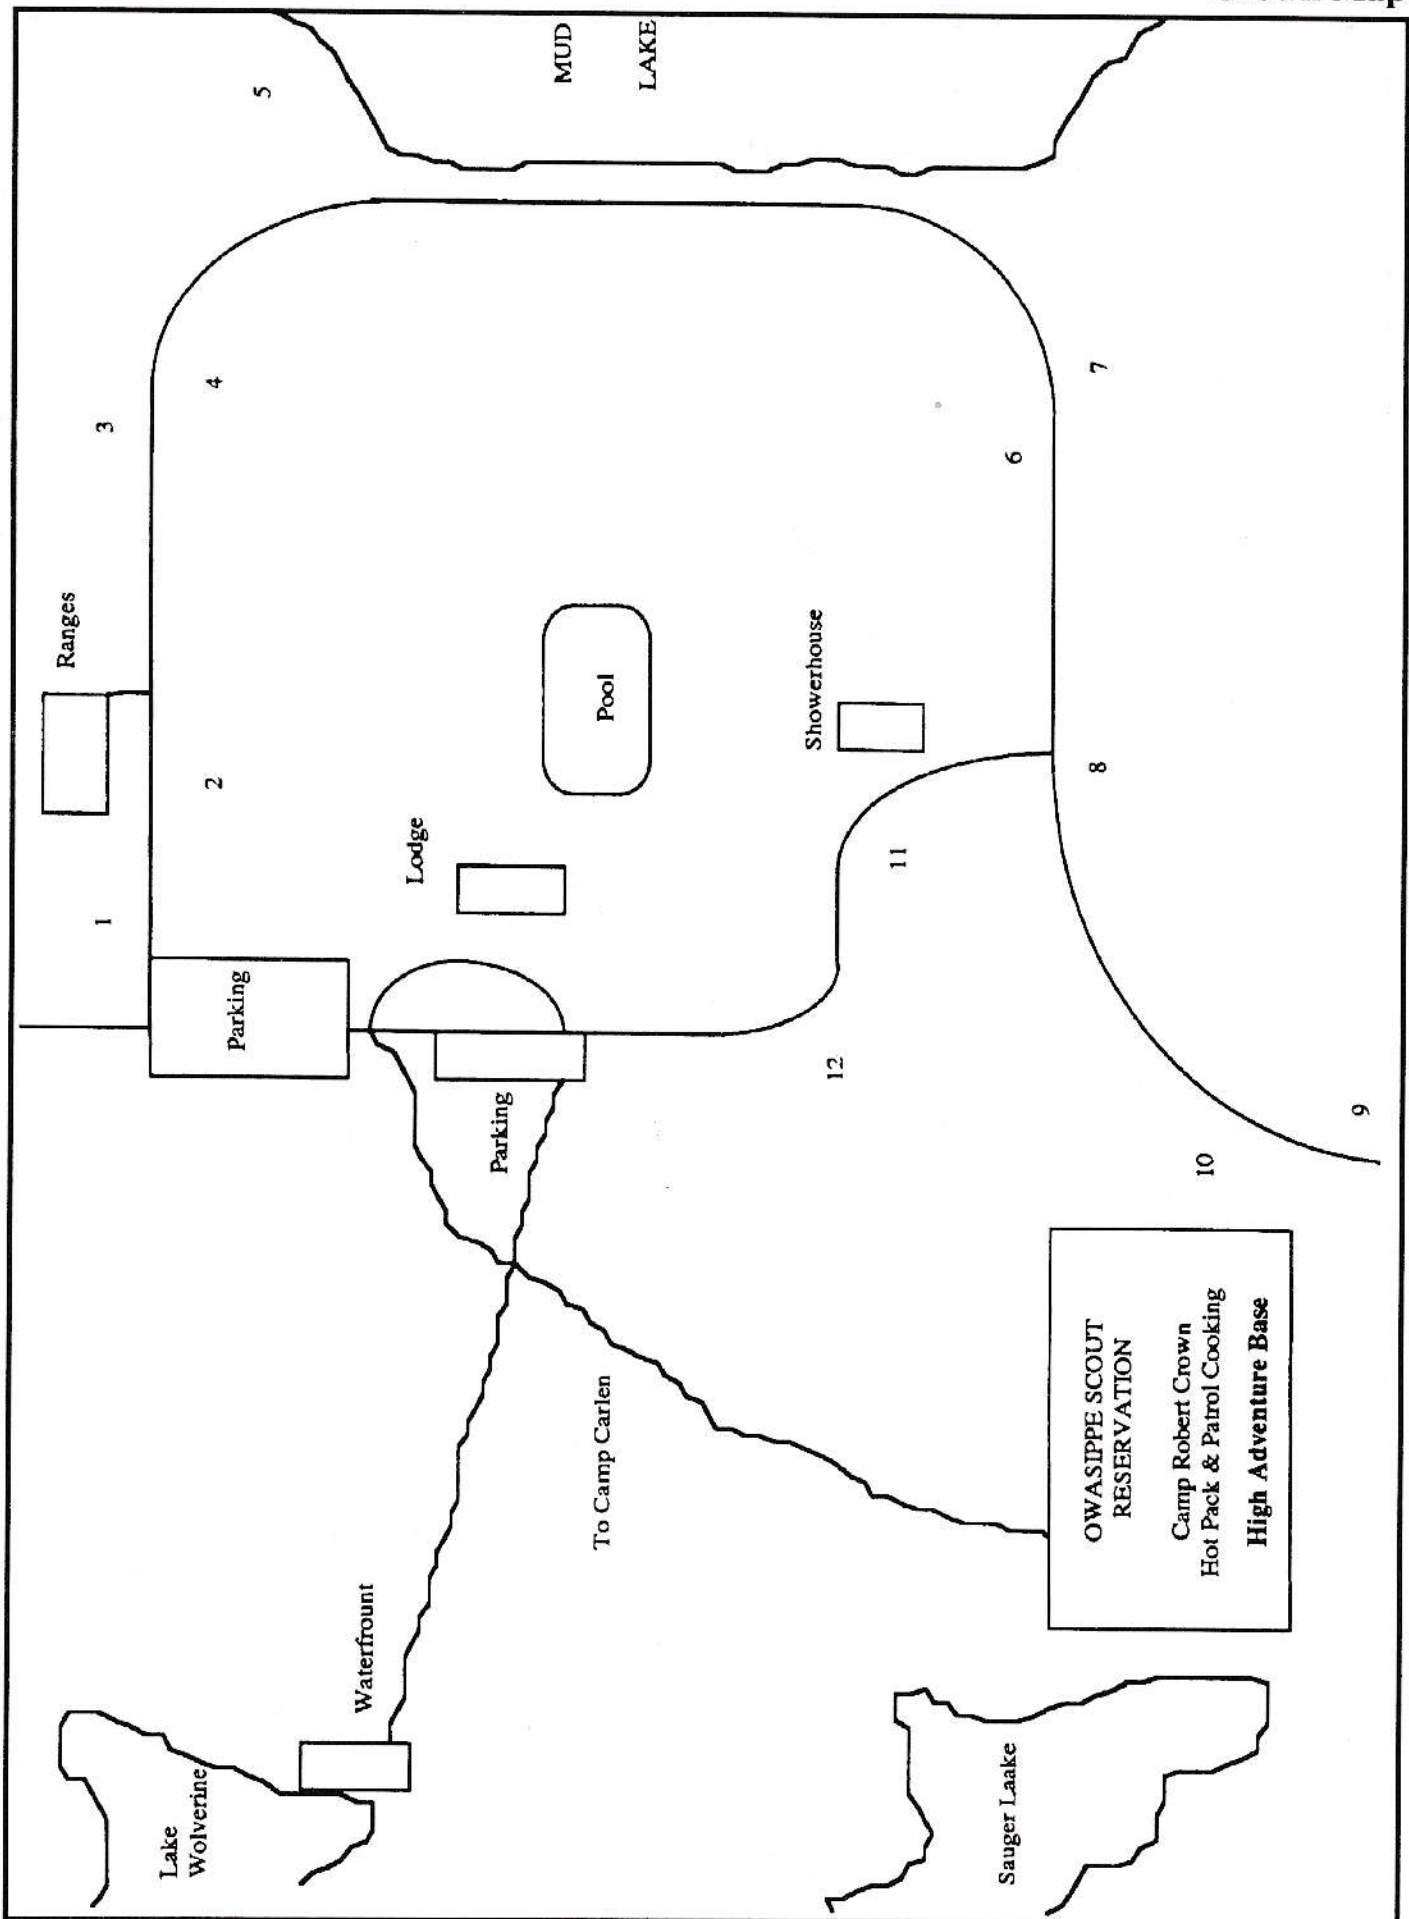 Map
Ranges
1
3
Lake
Wolverine
2
4
Parking
5
Waterfrount
Lodge
Parking
MUD
LAKE
To Camp Carlen
Pool
Showerhouse
12
11
Sauger Laake
6
8
7
OWASIPPE SCOUT
RESERVATION
Camp Robert Crown
Hot Pack & Patrol Cooking
High Adventure Base
10
9